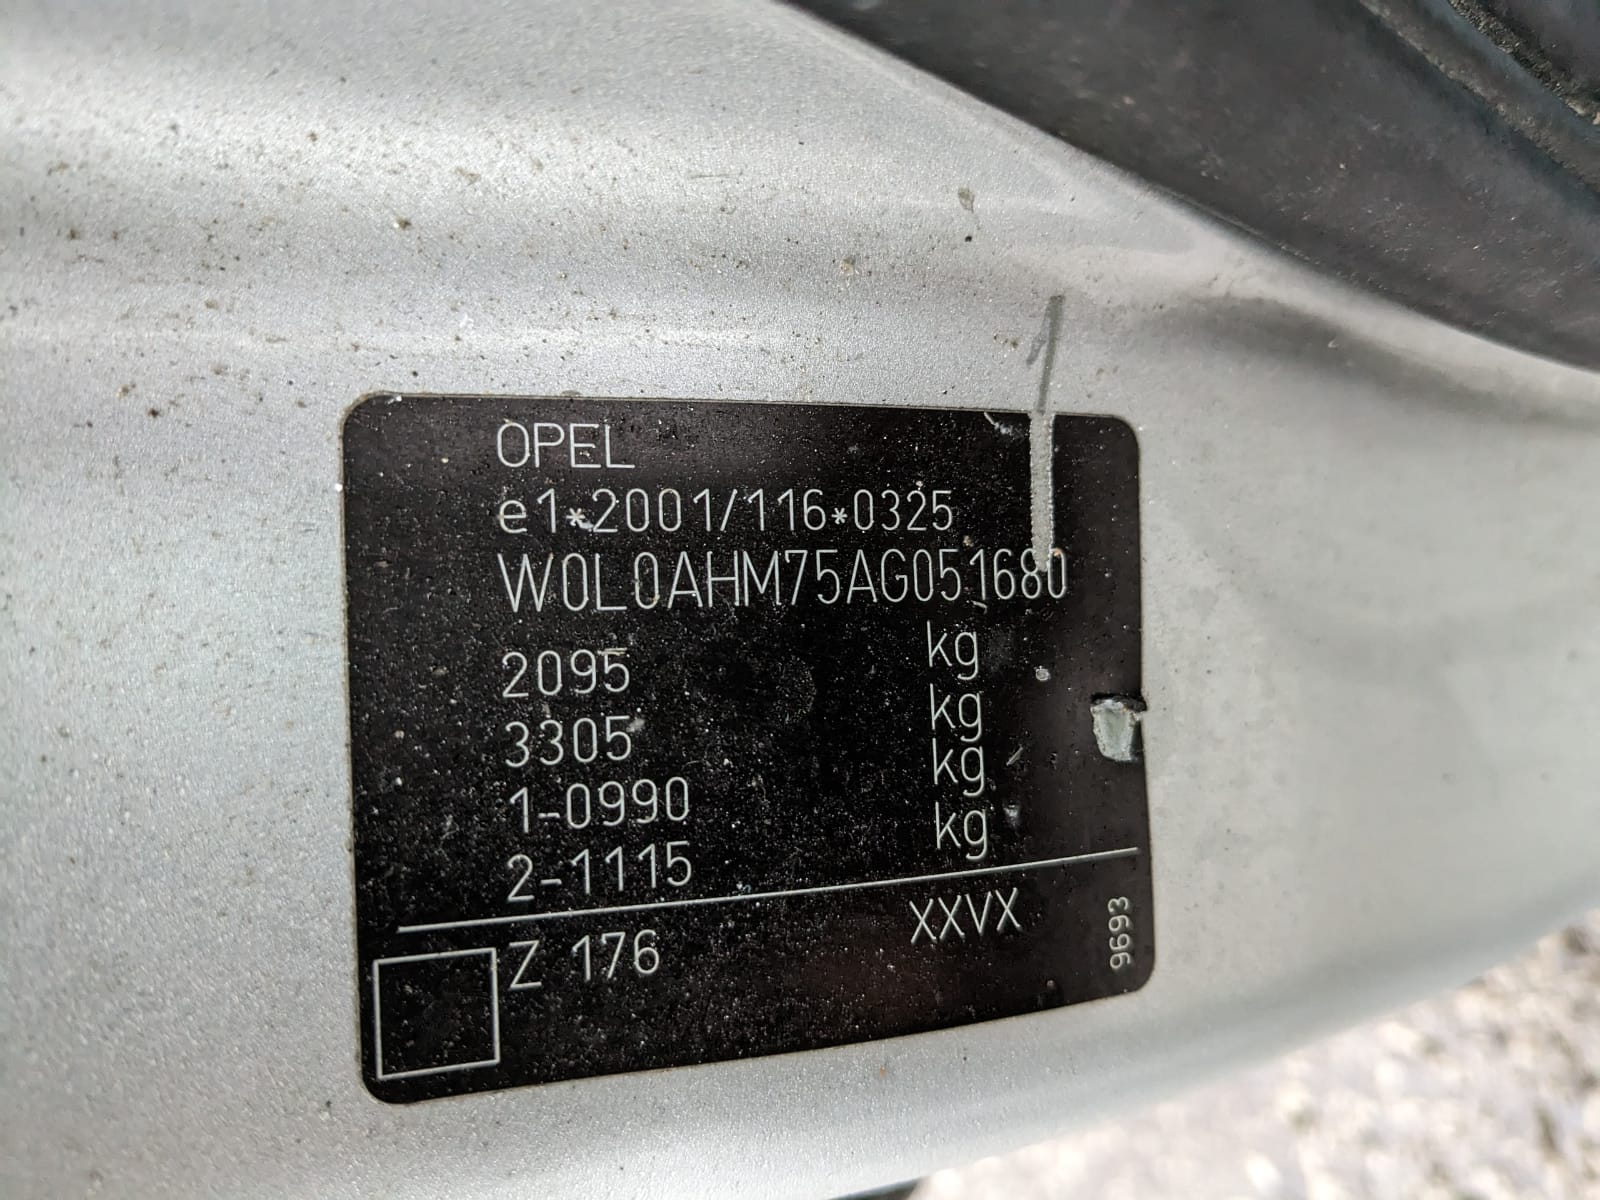 OPEL
e1*2001/116*0325
W0L0AHM75AG051680
2095 kg
3305 kg
1-0990 kg
2-1115 kg
Z 176 XXVX
9693